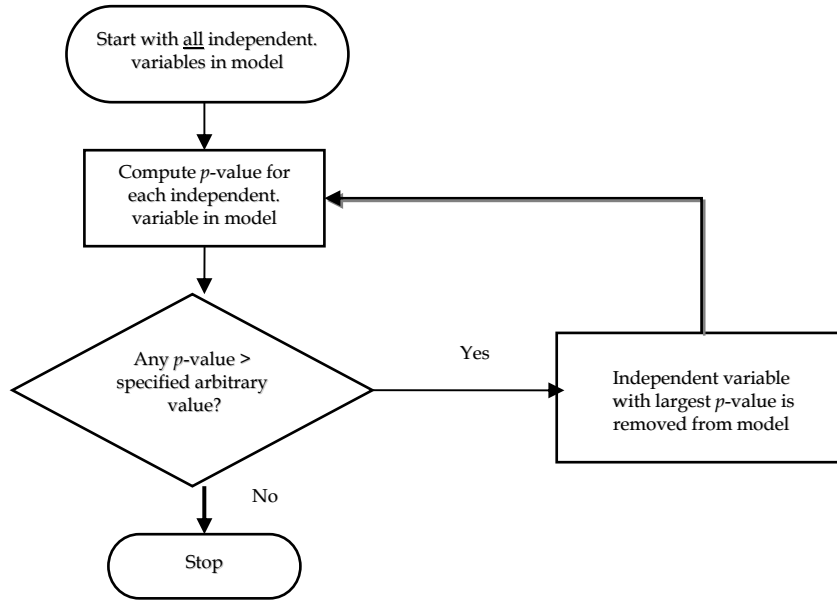 Start with all independent.
variables in model
Compute p-value for
each independent.
variable in model
Any p-value >
specified arbitrary
value?
Yes
Independent variable
with largest p-value is
removed from model
No
Stop